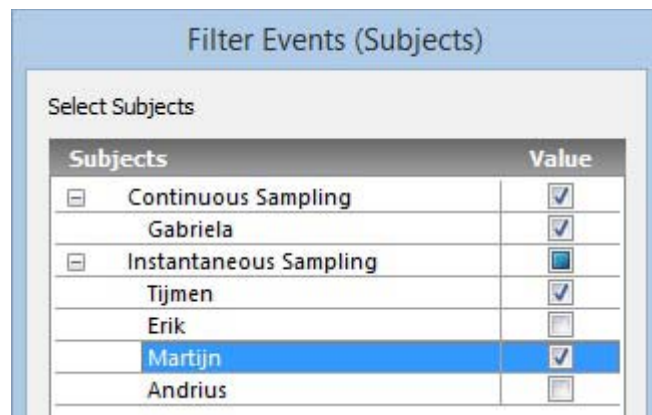 Filter Events (Subjects)
Select Subjects
Subjects Value
Continuous Sampling
Gabriela
Instantaneous Sampling
Tijmen
Erik
Martijn
Andrius